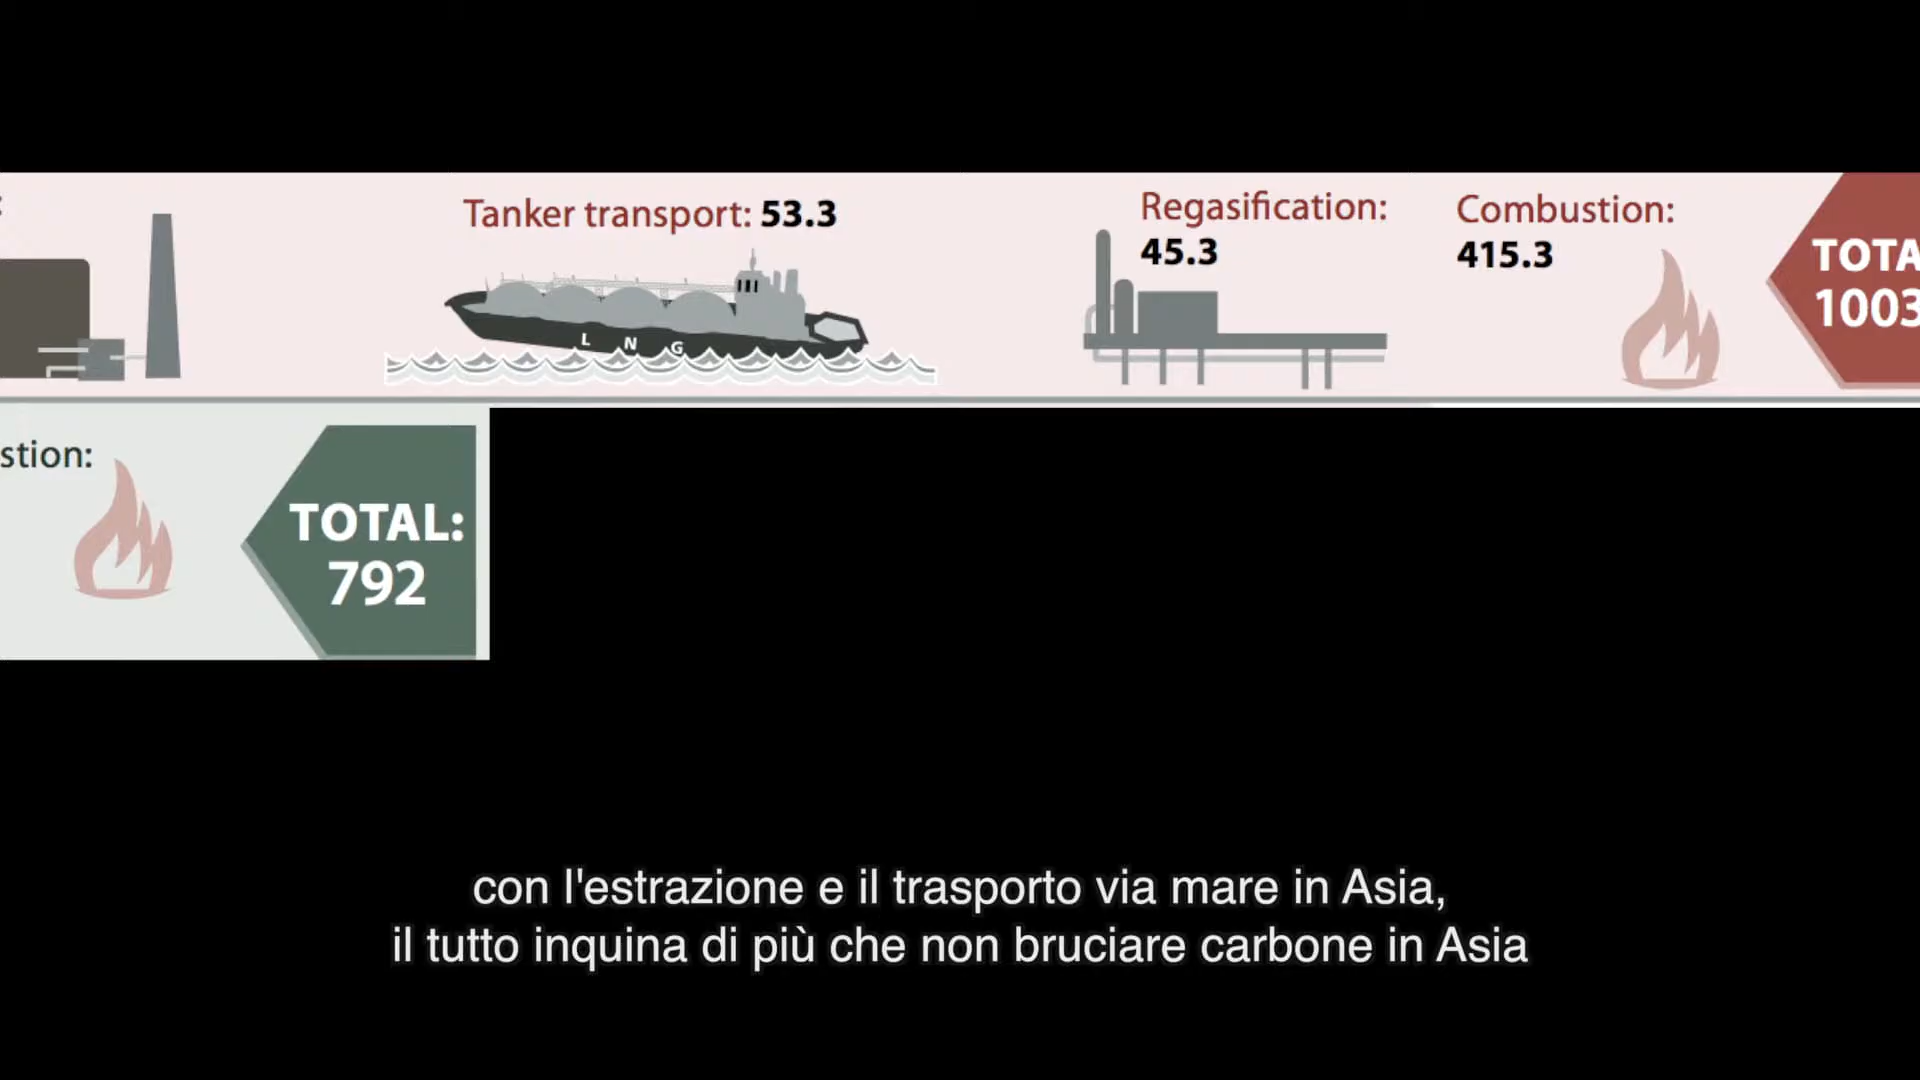 Tanker transport: 53.3
Regasification:
45.3
Combustion:
415.3
TOTA
1003
L N G
stion:
TOTAL:
792
con l'estrazione e il trasporto via mare in Asia,
il tutto inquina di più che non bruciare carbone in Asia